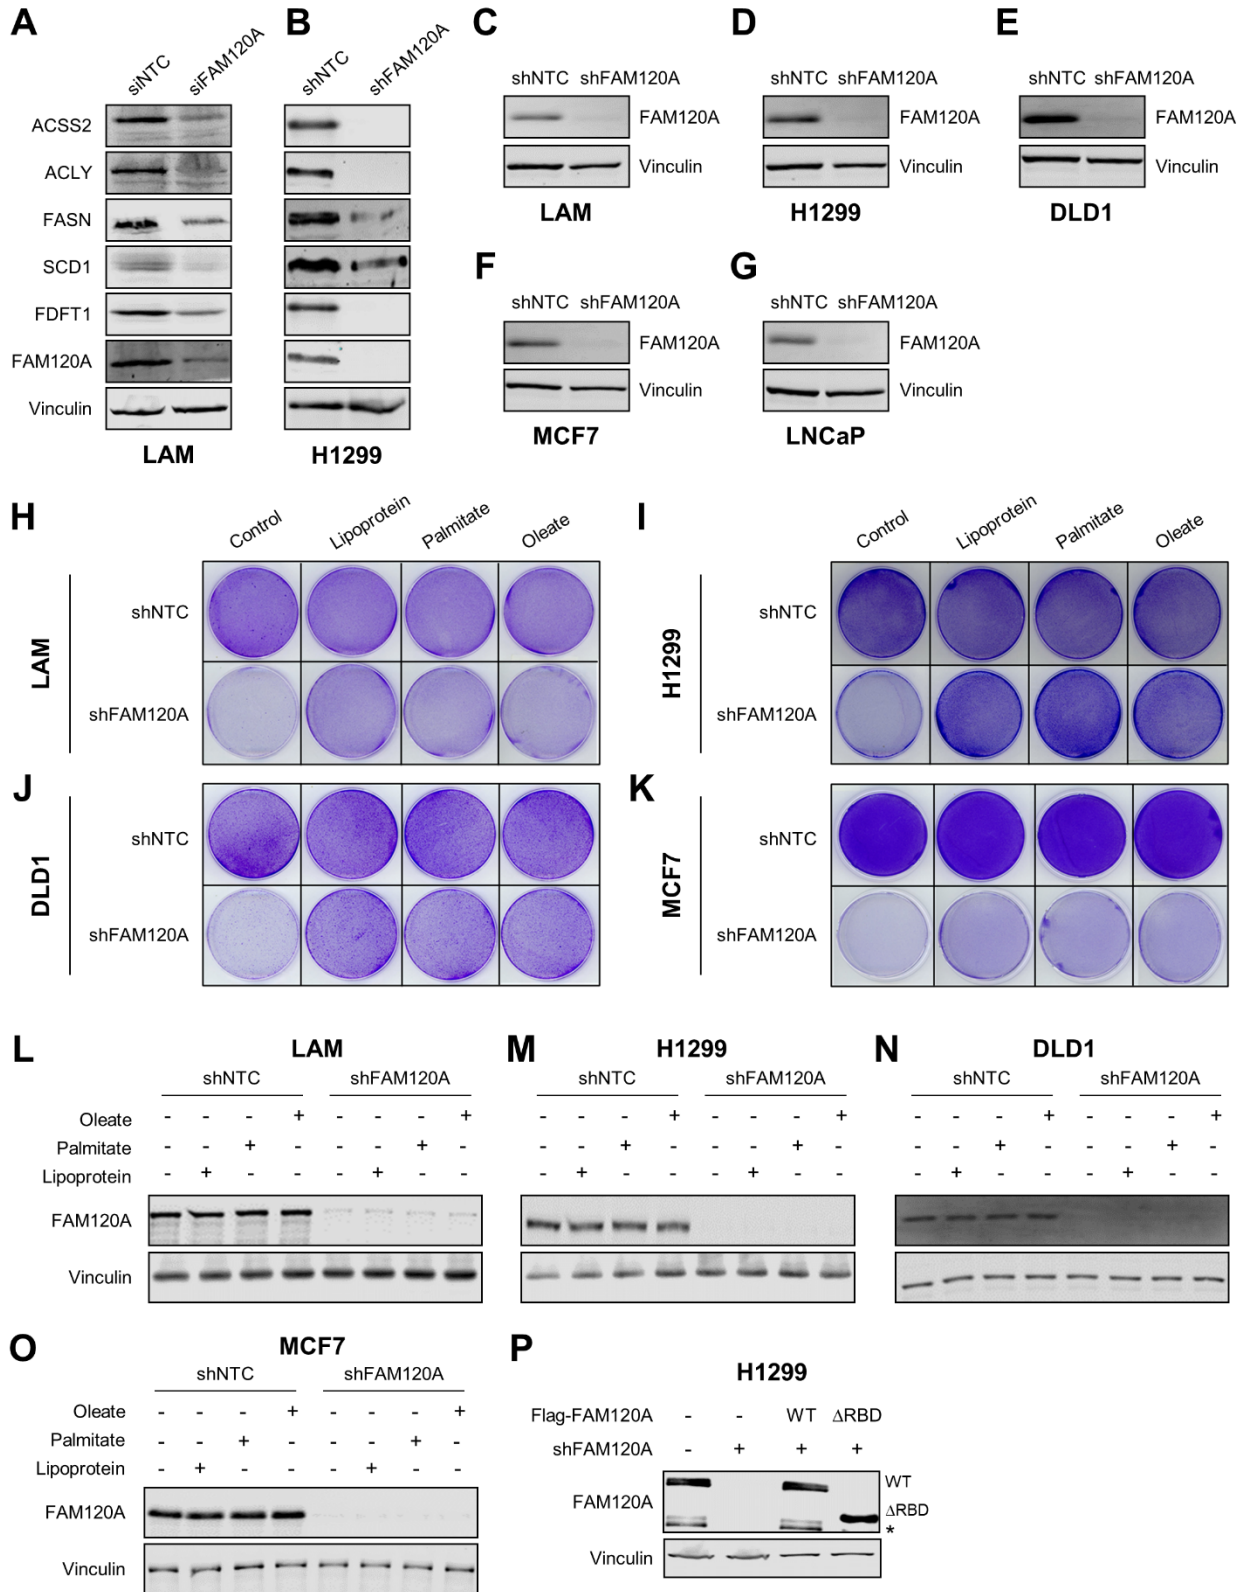 A
B
C
D
E
siNTC siFAM120A
shNTC shFAM120A
shNTC shFAM120A
shNTC shFAM120A
shNTC shFAM120A
ACSS2
ACLY
FASN
SCD1
FDFT1
FAM120A
Vinculin
LAM
H1299
FAM120A
Vinculin
LAM
FAM120A
Vinculin
H1299
FAM120A
Vinculin
DLD1
F
G
shNTC shFAM120A
shNTC shFAM120A
FAM120A
Vinculin
MCF7
FAM120A
Vinculin
LNCaP
H
Control Lipoprotein Palmitate Oleate
LAM
shNTC
shFAM120A
I
Control Lipoprotein Palmitate Oleate
H1299
shNTC
shFAM120A
J
DLD1
shNTC
shFAM120A
K
MCF7
shNTC
shFAM120A
L
LAM
shNTC shFAM120A
Oleate - - - + - - - +
Palmitate - - + - - - + -
Lipoprotein - + - - - + - -
FAM120A
Vinculin
M
H1299
shNTC shFAM120A
- - - + - - - +
- - + - - - + -
- + - - - + - -
N
DLD1
shNTC shFAM120A
- - - + - - - +
- - + - - - + -
- + - - - + - -
O
MCF7
shNTC shFAM120A
Oleate - - - + - - - +
Palmitate - - + - - - + -
Lipoprotein - + - - - + - -
FAM120A
Vinculin
P
H1299
Flag-FAM120A - - WT ΔRBD
shFAM120A - + + +
FAM120A
WT
ΔRBD
*
Vinculin